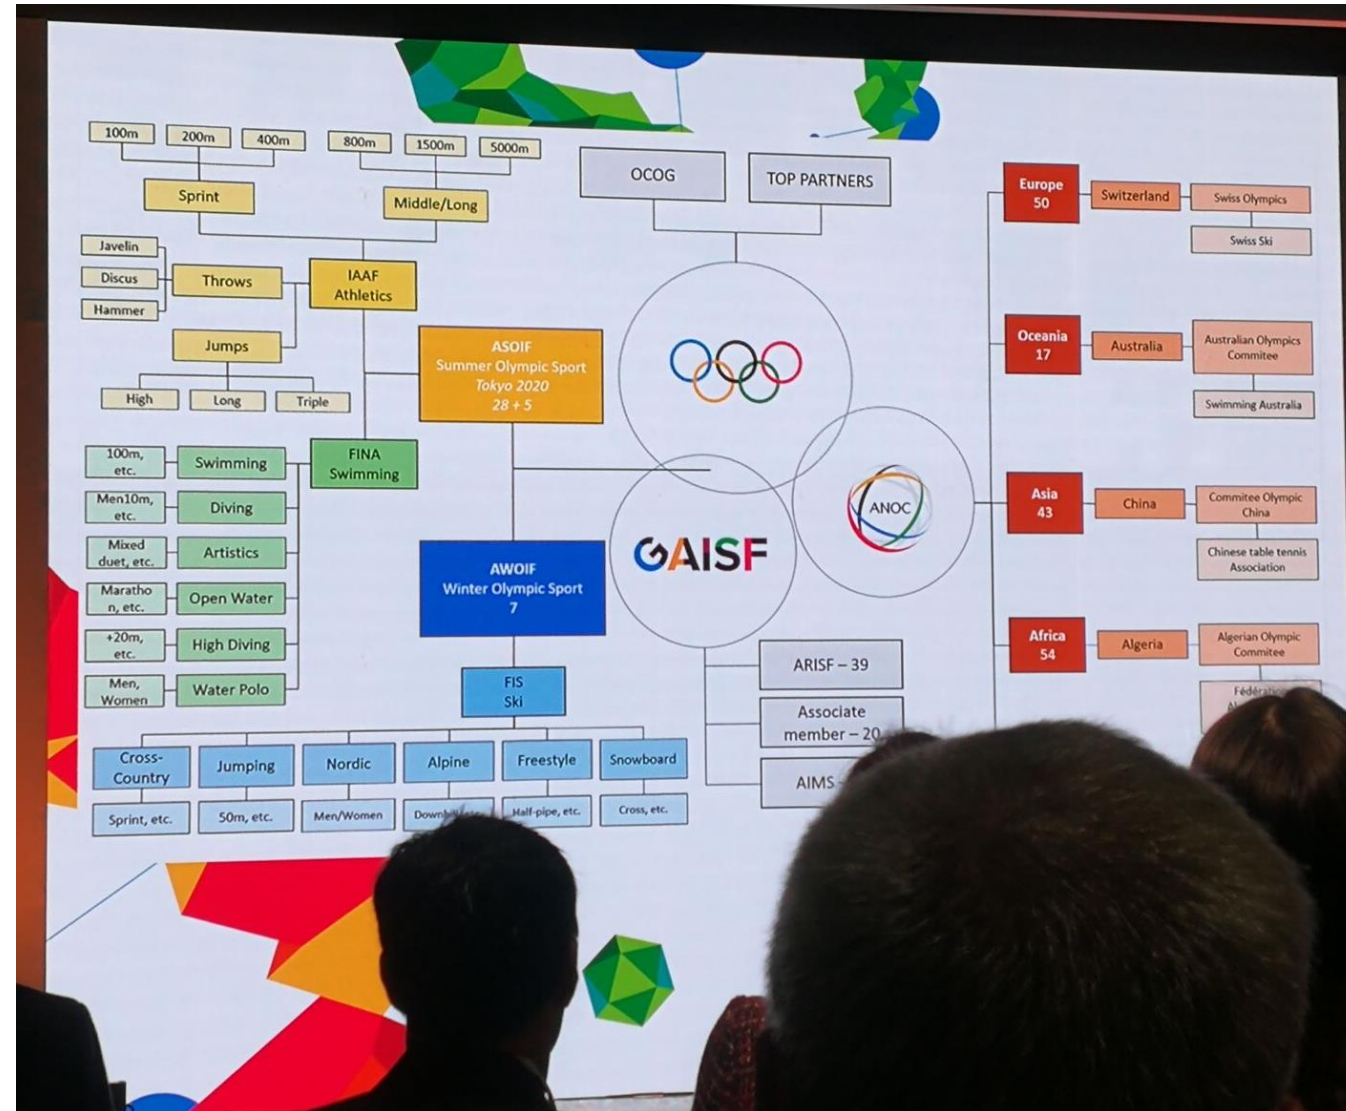 100m
200m
400m
800m
1500m
5000m
Sprint
Middle/Long
Javelin
Discus
Hammer
Throws
IAAF
Athletics
Jumps
High
Long
Triple
ASOIF
Summer Olympic Sport
Tokyo 2020
28 + 5
FINA
Swimming
100m,
etc.
Swimming
Men10m,
etc.
Diving
Mixed
duet, etc.
Artistics
Maratho
n, etc.
Open Water
+20m,
etc.
High Diving
Men,
Women
Water Polo
AWOIF
Winter Olympic Sport
7
FIS
Ski
Cross-
Country
Jumping
Nordic
Alpine
Freestyle
Snowboard
Sprint, etc.
50m, etc.
Men/Women
Half-pipe, etc.
Cross, etc.
OCOG
TOP PARTNERS
GAISF
ANOC
ARISF – 39
Associate
member – 20
AIMS
Europe
50
Switzerland
Swiss Olympics
Swiss Ski
Oceania
17
Australia
Australian Olympics
Commitee
Swimming Australia
Asia
43
China
Commitee Olympic
China
Chinese table tennis
Association
Africa
54
Algeria
Algerian Olympic
Commitee